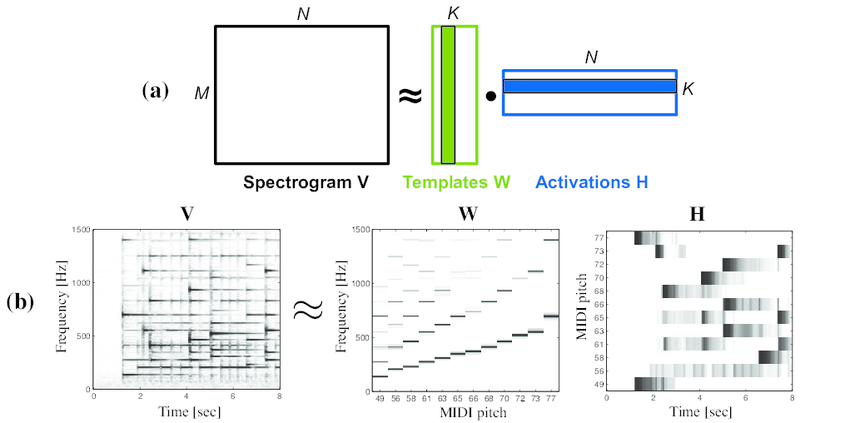 N
K
N
(a)
M
≈
•
K
Spectrogram V
Templates W
Activations H
V
W
H
(b)
Frequency [Hz]
1500
1000
500
0
0
2
4
6
8
Time [sec]
≈
Frequency [Hz]
1500
1000
500
0
49 56 58 61 63 65 66 68 70 72 73 77
MIDI pitch
MIDI pitch
77
73
72
70
68
66
65
63
61
58
56
49
0
2
4
6
8
Time [sec]